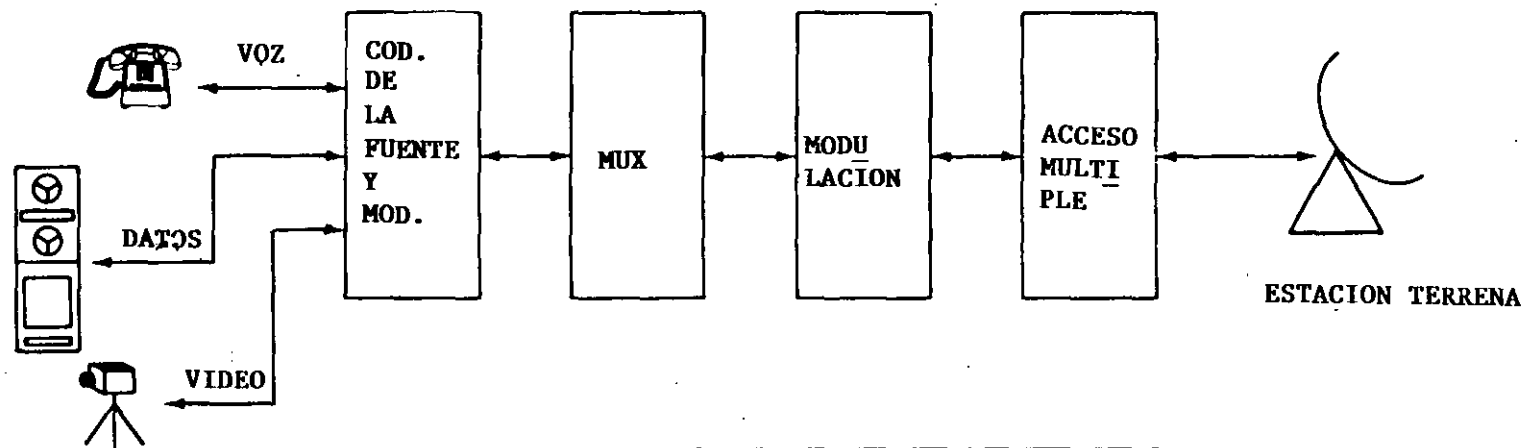 VOZ
DATOS
VIDEO
COD.
DE
LA
FUENTE
Y
MOD.
MUX
MODU
LACION
ACCESO
MULTI
PLE
ESTACION TERRENA